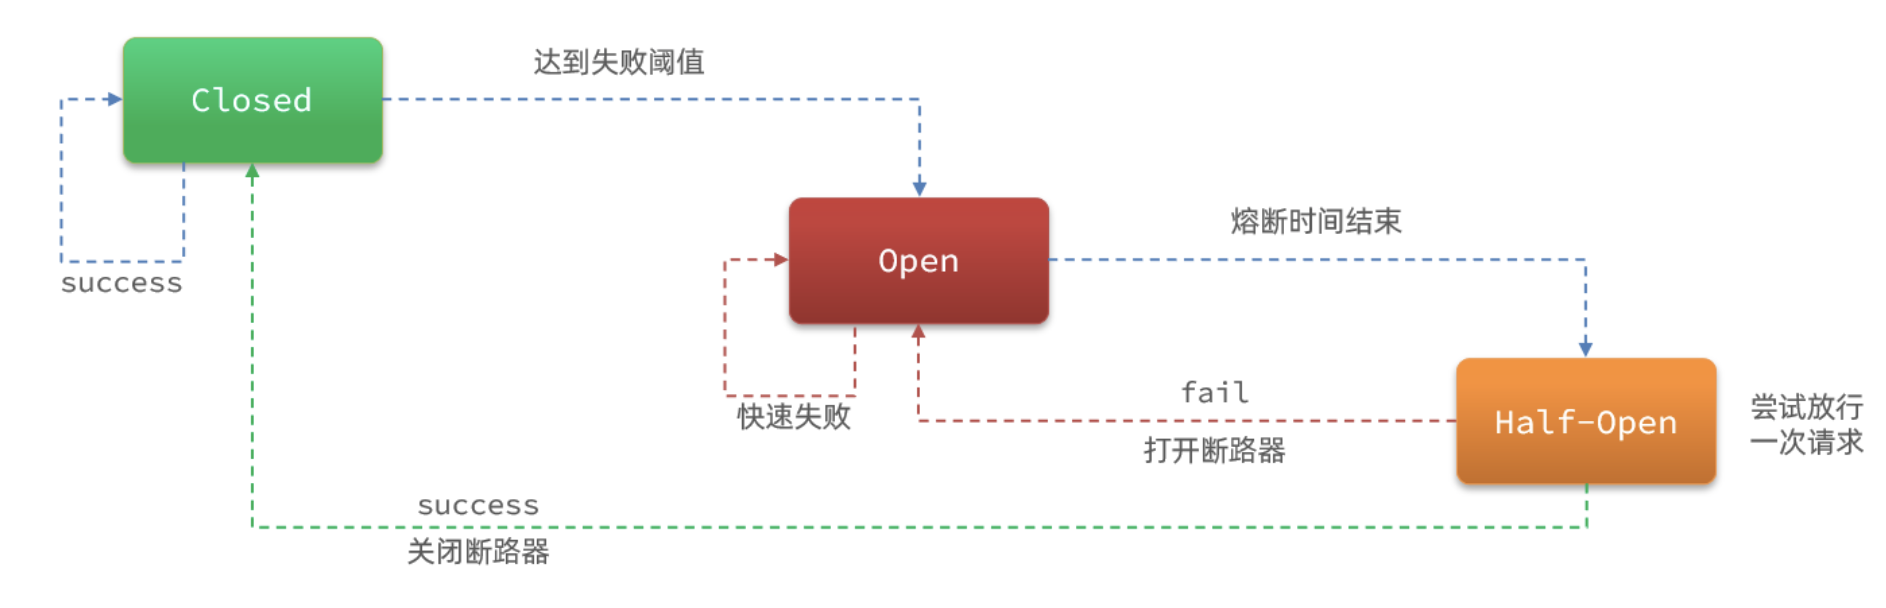 达到失败阈值
Closed
熔断时间结束
Open
success
fail
尝试放行
一次请求
Half-Open
快速失败
打开断路器
success
关闭断路器